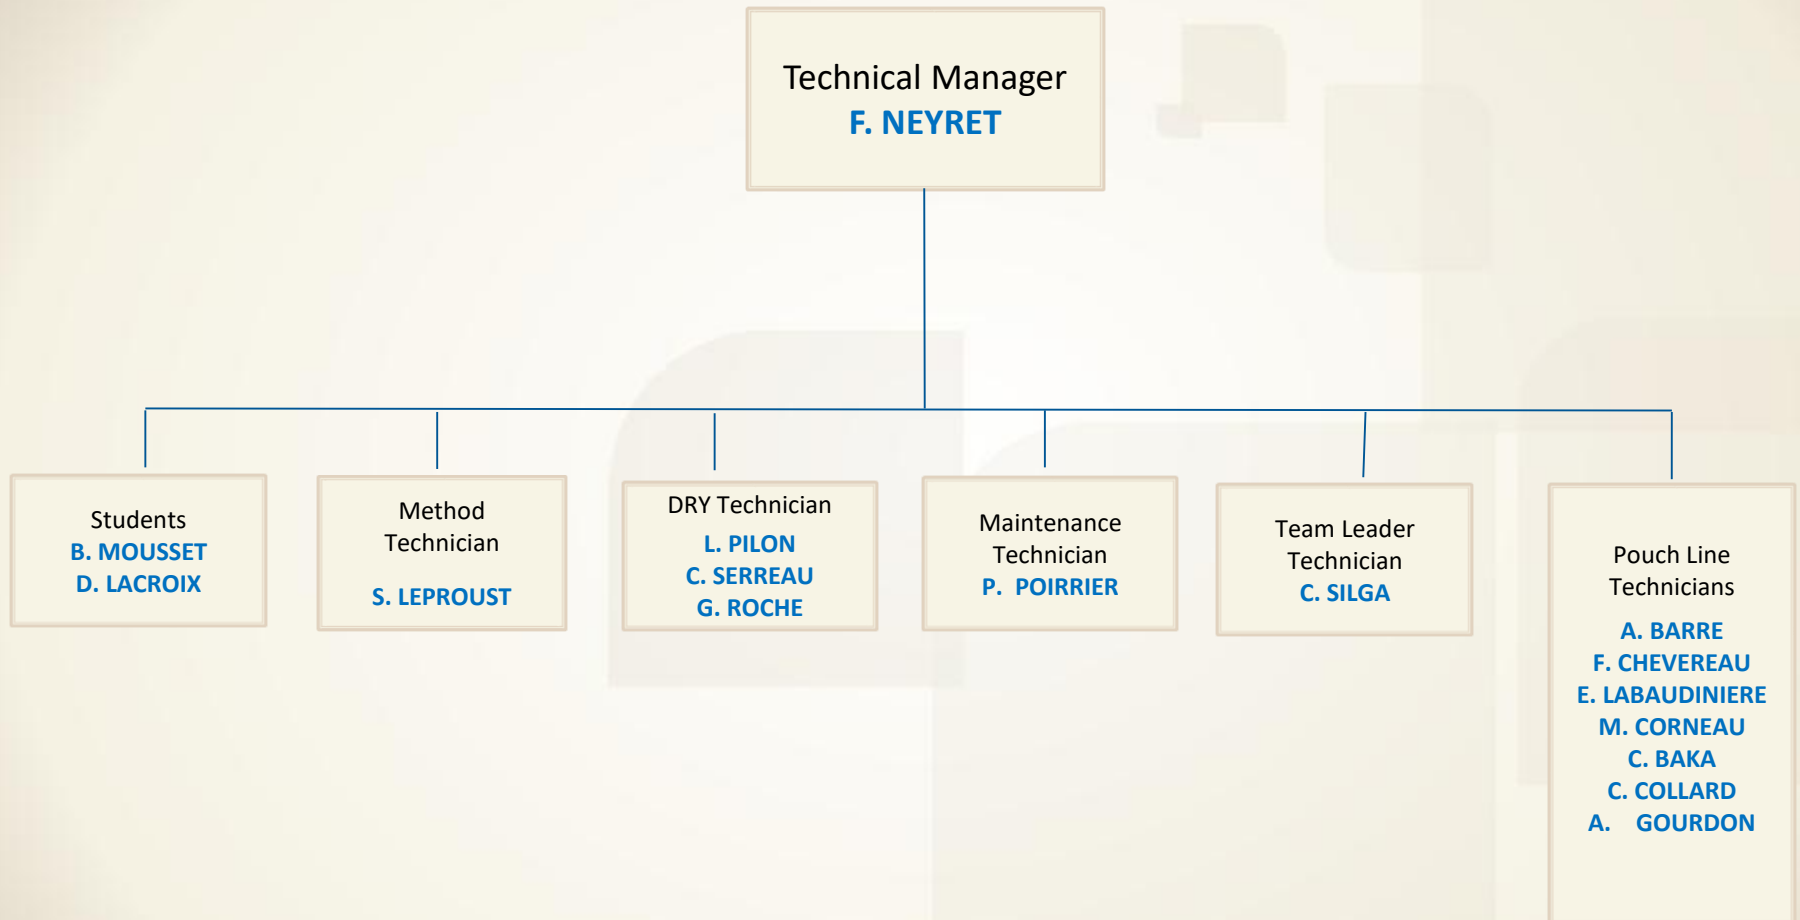 Technical Manager
F. NEYRET
Students
B. MOUSSET
D. LACROIX
Method
Technician
S. LEPROUST
DRY Technician
L. PILON
C. SERREAU
G. ROCHE
Maintenance
Technician
P. POIRRIER
Team Leader
Technician
C. SILGA
Pouch Line
Technicians
A. BARRE
F. CHEVEREAU
E. LABAUDINIERE
M. CORNEAU
C. BAKA
C. COLLARD
A. GOURDON